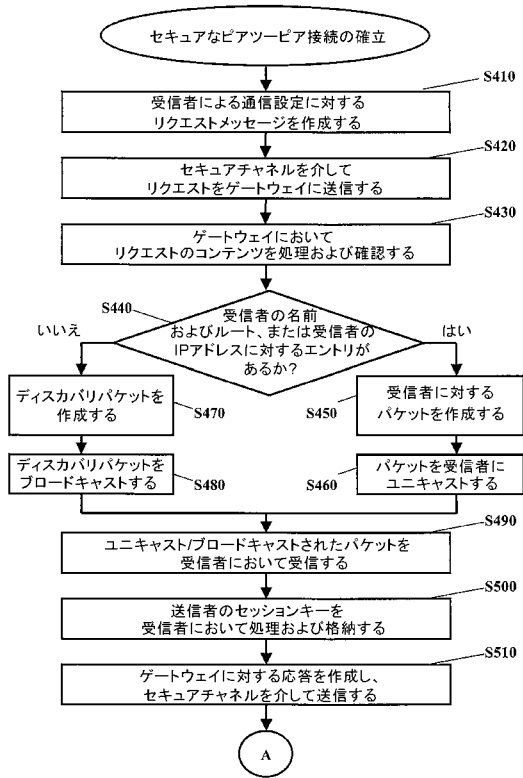 セキュアなピアツーピア接続の確立
S410
受信者による通信設定に対する
リクエストメッセージを作成する
S420
セキュアチャネルを介して
リクエストをゲートウェイに送信する
S430
ゲートウェイにおいて
リクエストのコンテンツを処理および確認する
S440
受信者の名前
およびルート、または受信者の
IPアドレスに対するエントリが
あるか?
いいえ
はい
ディスカバリパケットを
作成する
S470
S450
受信者に対する
パケットを作成する
ディスカバリパケットを
ブロードキャストする
S480
S460
パケットを受信者に
ユニキャストする
S490
ユニキャスト/ブロードキャストされたパケットを
受信者において受信する
S500
送信者のセッションキーを
受信者において処理および格納する
S510
ゲートウェイに対する応答を作成し、
セキュアチャネルを介して送信する
A